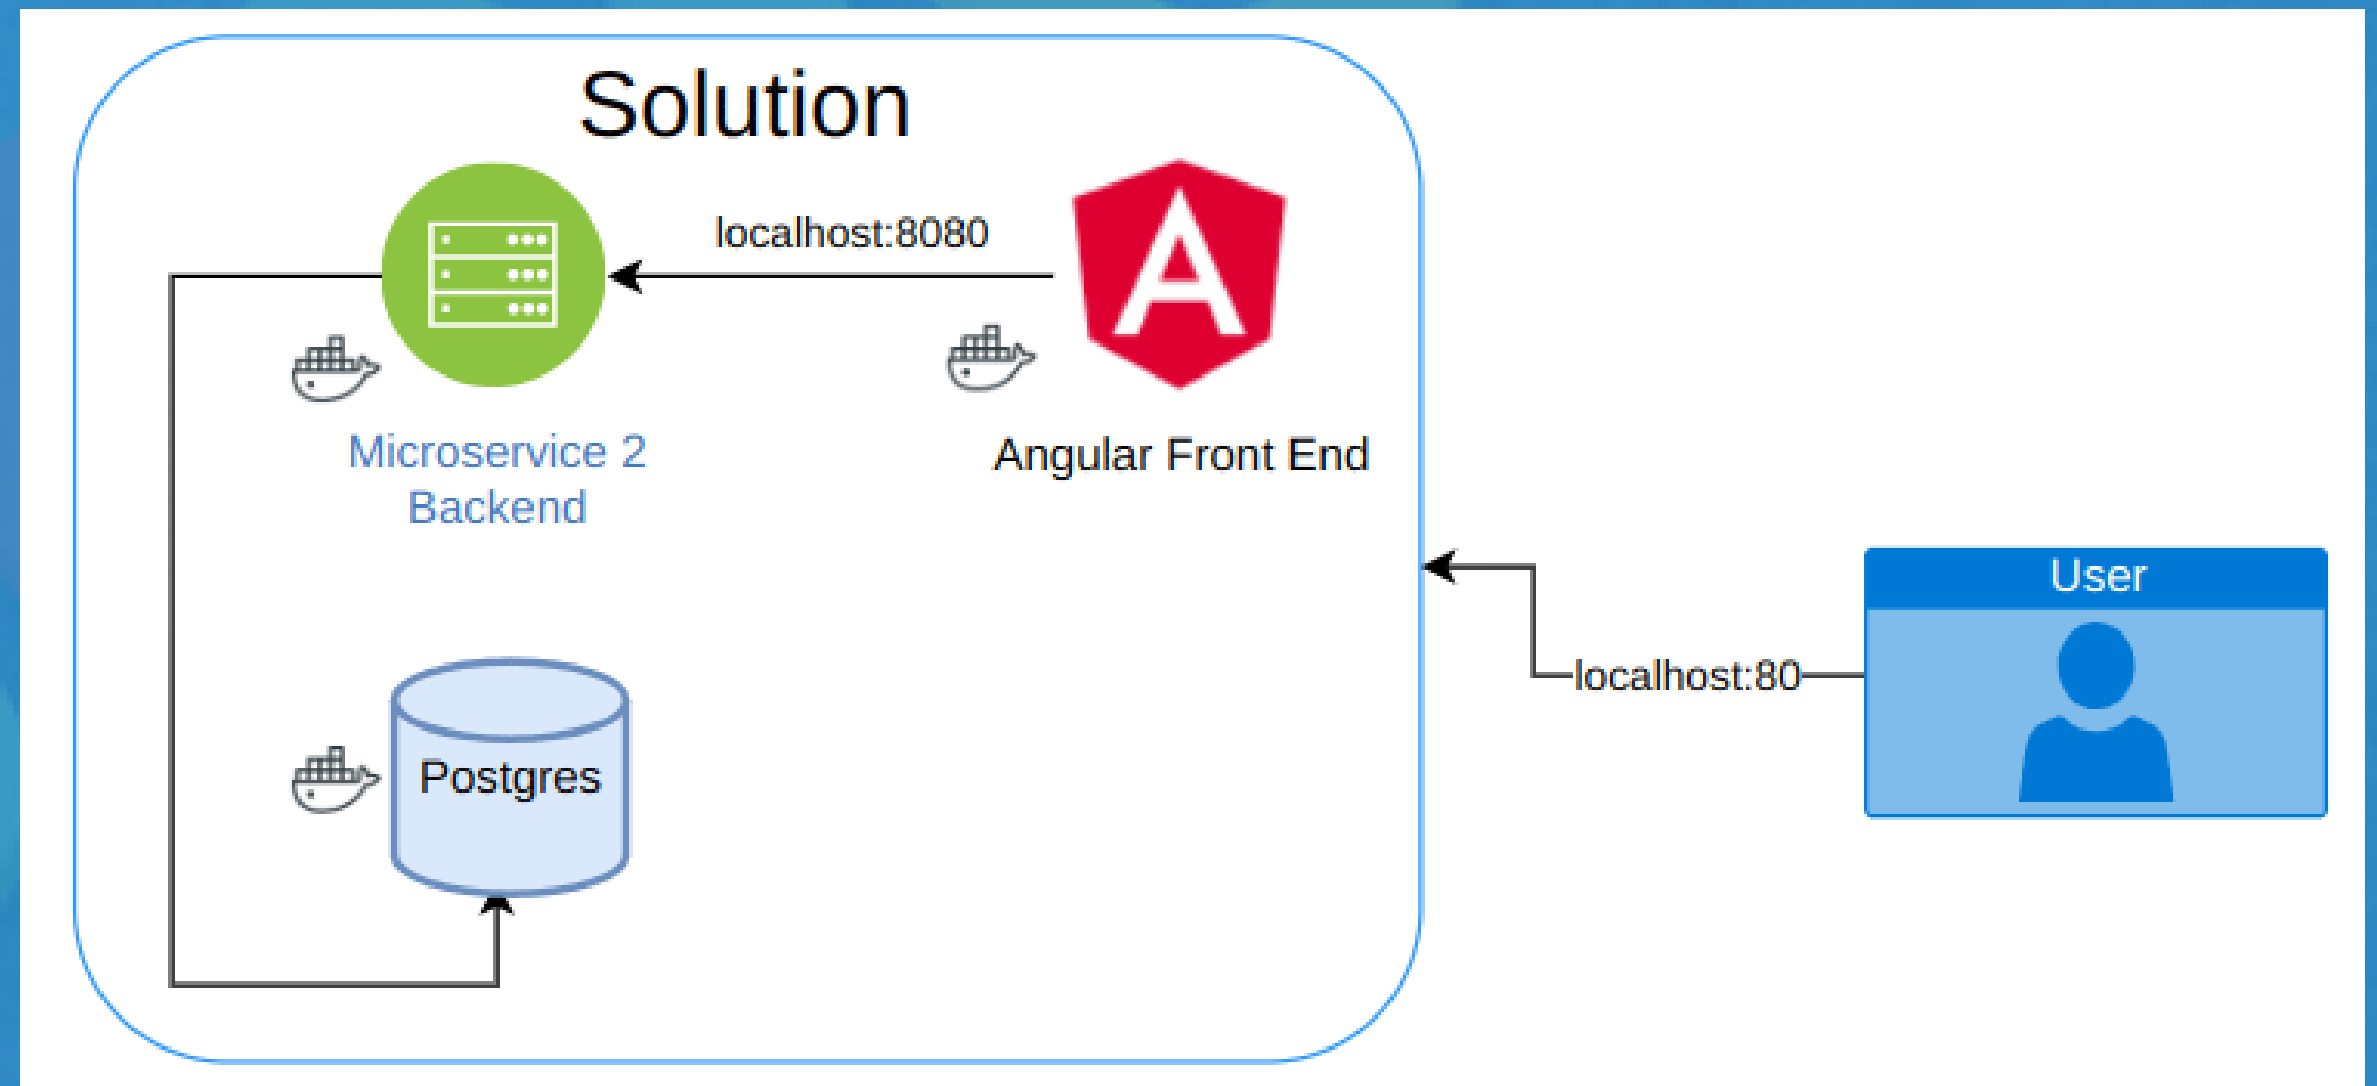 Solution
localhost:8080
Microservice 2
Backend
Angular Front End
User
localhost:80
Postgres